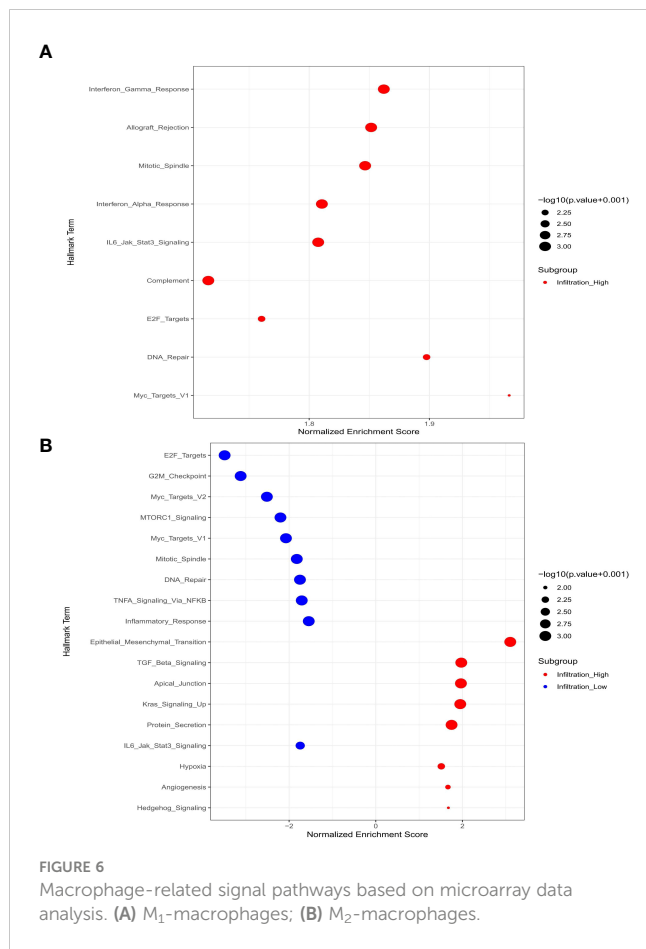 A
Hallmark Term
Interferon_Gamma_Response
Allograft_Rejection
Mitotic_Spindle
Interferon_Alpha_Response
IL6_Jak_Stat3_Signaling
Complement
E2F_Targets
DNA_Repair
Myc_Targets_V1
1.8 1.9
Normalized Enrichment Score
−log10(p.value+0.001)
2.25
2.50
2.75
3.00
Subgroup
Infiltration_High
B
Hallmark Term
E2F_Targets
G2M_Checkpoint
Myc_Targets_V2
MTORC1_Signaling
Myc_Targets_V1
Mitotic_Spindle
DNA_Repair
TNFA_Signaling_Via_NFKB
Inflammatory_Response
Epithelial_Mesenchymal_Transition
TGF_Beta_Signaling
Apical_Junction
Kras_Signaling_Up
Protein_Secretion
IL6_Jak_Stat3_Signaling
Hypoxia
Angiogenesis
Hedgehog_Signaling
−2 0 2
Normalized Enrichment Score
−log10(p.value+0.001)
2.00
2.25
2.50
2.75
3.00
Subgroup
Infiltration_High
Infiltration_Low
FIGURE 6
Macrophage-related signal pathways based on microarray data
analysis. (A) M₁-macrophages; (B) M₂-macrophages.